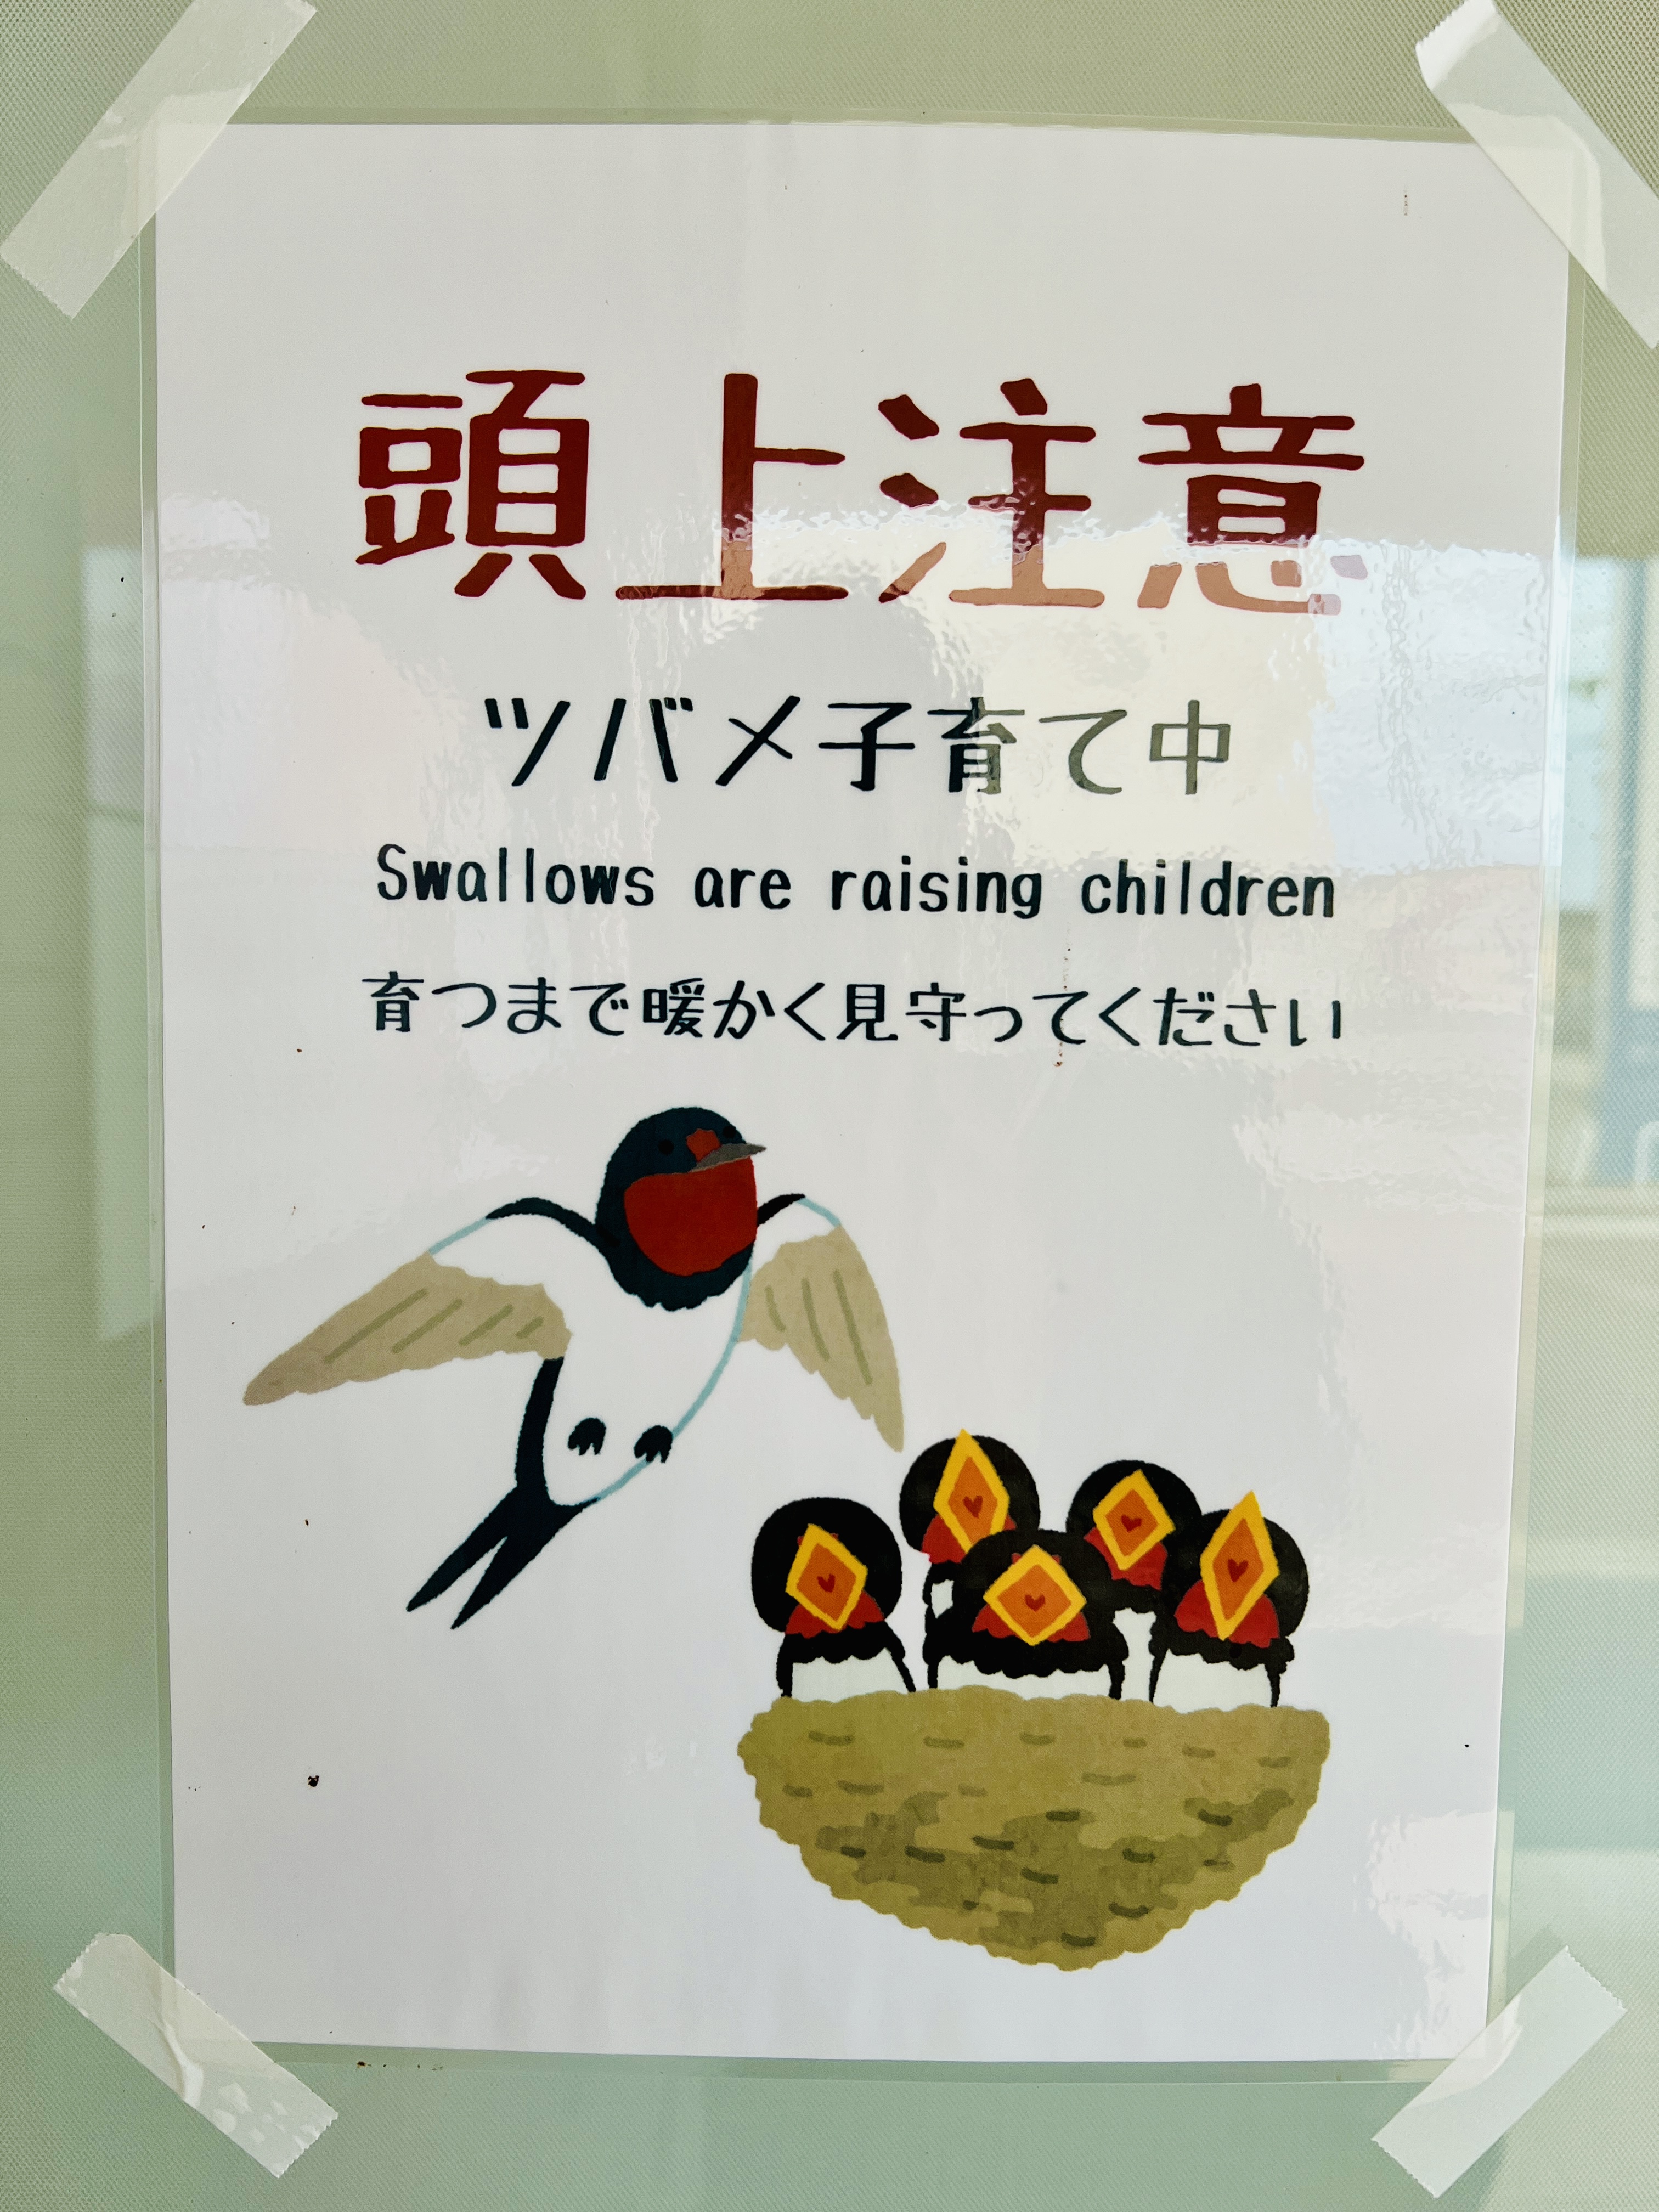 頭上注意
ツバメ子育て中
Swallows are raising children
育つまで暖かく見守ってください